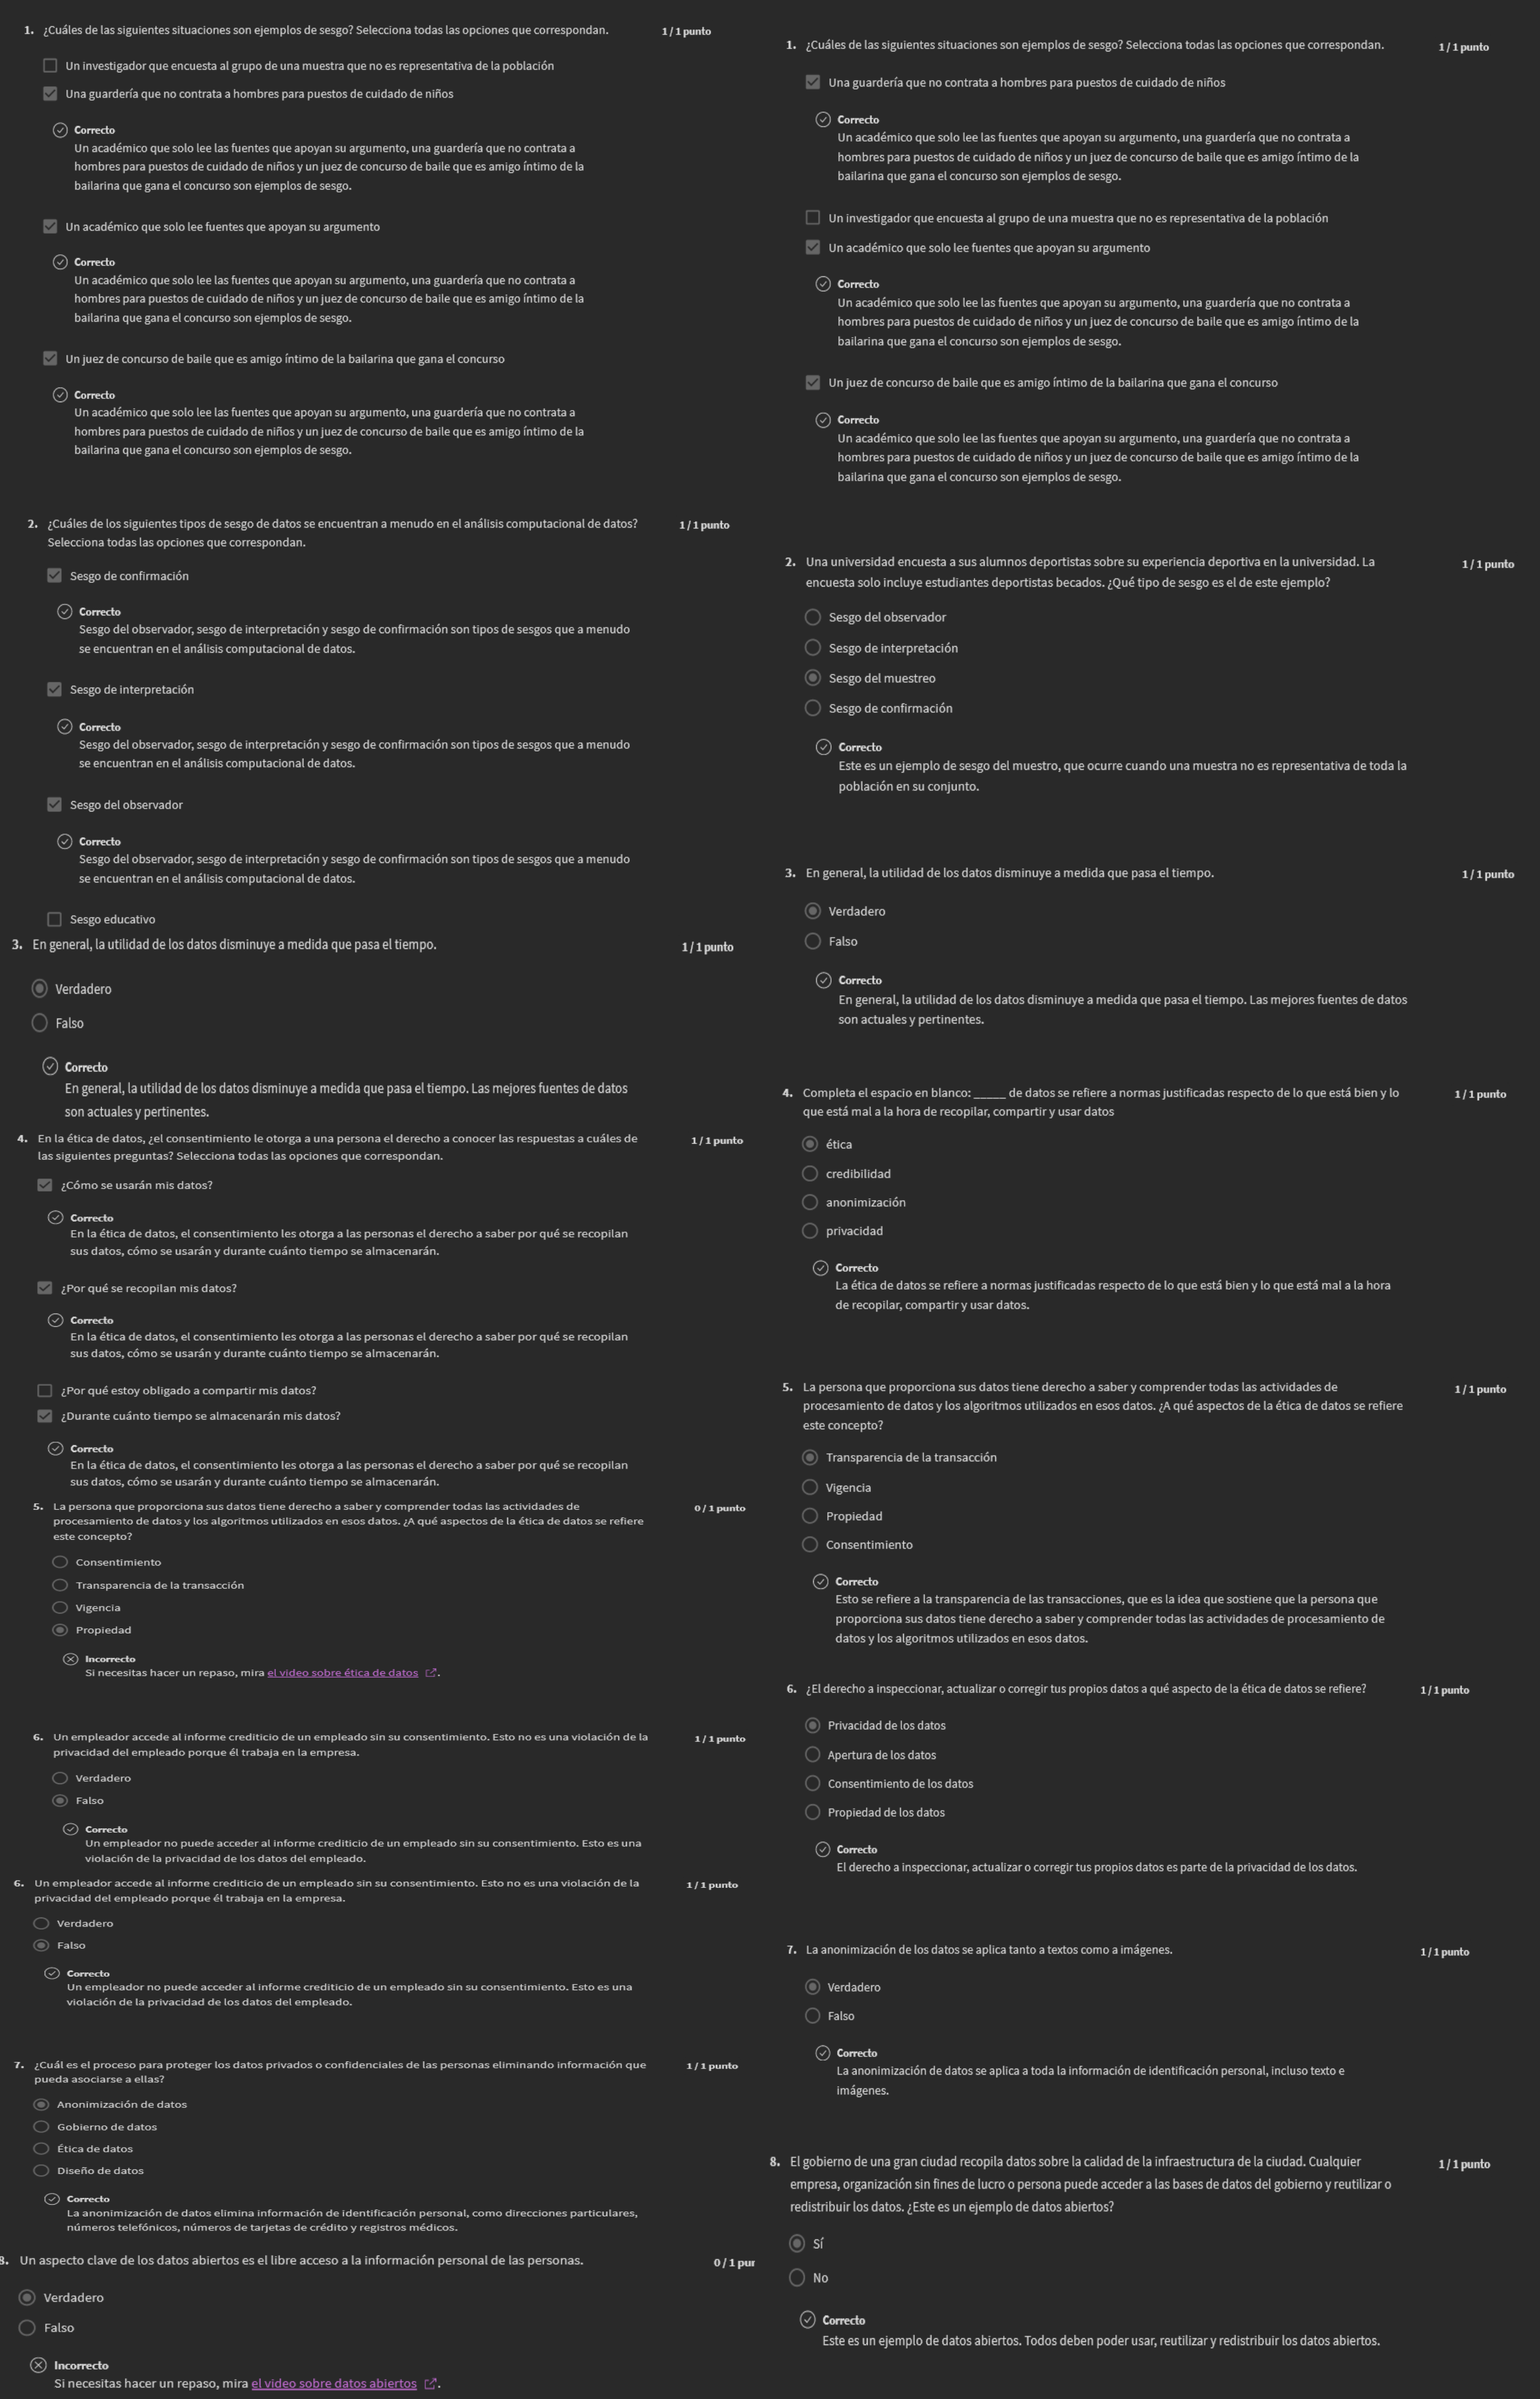 1. ¿Cuáles de las siguientes situaciones son ejemplos de sesgo? Selecciona todas las opciones que correspondan. 1 / 1 punto
Un investigador que encuesta al grupo de una muestra que no es representativa de la población
Una guardería que no contrata a hombres para puestos de cuidado de niños
Correcto
Un académico que solo lee las fuentes que apoyan su argumento, una guardería que no contrata a
hombres para puestos de cuidado de niños y un juez de concurso de baile que es amigo íntimo de la
bailarina que gana el concurso son ejemplos de sesgo.
Un académico que solo lee fuentes que apoyan su argumento
Correcto
Un académico que solo lee las fuentes que apoyan su argumento, una guardería que no contrata a
hombres para puestos de cuidado de niños y un juez de concurso de baile que es amigo íntimo de la
bailarina que gana el concurso son ejemplos de sesgo.
Un juez de concurso de baile que es amigo íntimo de la bailarina que gana el concurso
Correcto
Un académico que solo lee las fuentes que apoyan su argumento, una guardería que no contrata a
hombres para puestos de cuidado de niños y un juez de concurso de baile que es amigo íntimo de la
bailarina que gana el concurso son ejemplos de sesgo.
2. ¿Cuáles de los siguientes tipos de sesgo de datos se encuentran a menudo en el análisis computacional de datos? 1 / 1 punto
Selecciona todas las opciones que correspondan.
Sesgo de confirmación
Correcto
Sesgo del observador, sesgo de interpretación y sesgo de confirmación son tipos de sesgos que a menudo
se encuentran en el análisis computacional de datos.
Sesgo de interpretación
Correcto
Sesgo del observador, sesgo de interpretación y sesgo de confirmación son tipos de sesgos que a menudo
se encuentran en el análisis computacional de datos.
Sesgo del observador
Correcto
Sesgo del observador, sesgo de interpretación y sesgo de confirmación son tipos de sesgos que a menudo
se encuentran en el análisis computacional de datos.
Sesgo educativo
3. En general, la utilidad de los datos disminuye a medida que pasa el tiempo. 1 / 1 punto
Verdadero
Falso
Correcto
En general, la utilidad de los datos disminuye a medida que pasa el tiempo. Las mejores fuentes de datos
son actuales y pertinentes.
4. En la ética de datos, ¿el consentimiento le otorga a una persona el derecho a conocer las respuestas a cuáles de 1 / 1 punto
las siguientes preguntas? Selecciona todas las opciones que correspondan.
¿Cómo se usarán mis datos?
Correcto
En la ética de datos, el consentimiento les otorga a las personas el derecho a saber por qué se recopilan
sus datos, cómo se usarán y durante cuánto tiempo se almacenarán.
¿Por qué se recopilan mis datos?
Correcto
En la ética de datos, el consentimiento les otorga a las personas el derecho a saber por qué se recopilan
sus datos, cómo se usarán y durante cuánto tiempo se almacenarán.
¿Por qué estoy obligado a compartir mis datos?
¿Durante cuánto tiempo se almacenarán mis datos?
Correcto
En la ética de datos, el consentimiento les otorga a las personas el derecho a saber por qué se recopilan
sus datos, cómo se usarán y durante cuánto tiempo se almacenarán.
5. La persona que proporciona sus datos tiene derecho a saber y comprender todas las actividades de 0 / 1 punto
procesamiento de datos y los algoritmos utilizados en esos datos. ¿A qué aspectos de la ética de datos se refiere
este concepto?
Consentimiento
Transparencia de la transacción
Vigencia
Propiedad
Incorrecto
Si necesitas hacer un repaso, mira el video sobre ética de datos.
6. Un empleador accede al informe crediticio de un empleado sin su consentimiento. Esto no es una violación de la 1 / 1 punto
privacidad del empleado porque él trabaja en la empresa.
Verdadero
Falso
Correcto
Un empleador no puede acceder al informe crediticio de un empleado sin su consentimiento. Esto es una
violación de la privacidad de los datos del empleado.
6. Un empleador accede al informe crediticio de un empleado sin su consentimiento. Esto no es una violación de la 1 / 1 punto
privacidad del empleado porque él trabaja en la empresa.
Verdadero
Falso
Correcto
Un empleador no puede acceder al informe crediticio de un empleado sin su consentimiento. Esto es una
violación de la privacidad de los datos del empleado.
7. ¿Cuál es el proceso para proteger los datos privados o confidenciales de las personas eliminando información que 1 / 1 punto
pueda asociarse a ellas?
Anonimización de datos
Gobierno de datos
Ética de datos
Diseño de datos
Correcto
La anonimización de datos elimina información de identificación personal, como direcciones particulares,
números telefónicos, números de tarjetas de crédito y registros médicos.
8. Un aspecto clave de los datos abiertos es el libre acceso a la información personal de las personas. 0 / 1 pur
Verdadero
Falso
Incorrecto
Si necesitas hacer un repaso, mira el video sobre datos abiertos.
1. ¿Cuáles de las siguientes situaciones son ejemplos de sesgo? Selecciona todas las opciones que correspondan. 1 / 1 punto
Una guardería que no contrata a hombres para puestos de cuidado de niños
Correcto
Un académico que solo lee las fuentes que apoyan su argumento, una guardería que no contrata a
hombres para puestos de cuidado de niños y un juez de concurso de baile que es amigo íntimo de la
bailarina que gana el concurso son ejemplos de sesgo.
Un investigador que encuesta al grupo de una muestra que no es representativa de la población
Un académico que solo lee fuentes que apoyan su argumento
Correcto
Un académico que solo lee las fuentes que apoyan su argumento, una guardería que no contrata a
hombres para puestos de cuidado de niños y un juez de concurso de baile que es amigo íntimo de la
bailarina que gana el concurso son ejemplos de sesgo.
Un juez de concurso de baile que es amigo íntimo de la bailarina que gana el concurso
Correcto
Un académico que solo lee las fuentes que apoyan su argumento, una guardería que no contrata a
hombres para puestos de cuidado de niños y un juez de concurso de baile que es amigo íntimo de la
bailarina que gana el concurso son ejemplos de sesgo.
2. Una universidad encuesta a sus alumnos deportistas sobre su experiencia deportiva en la universidad. La 1 / 1 punto
encuesta solo incluye estudiantes deportistas becados. ¿Qué tipo de sesgo es el de este ejemplo?
Sesgo del observador
Sesgo de interpretación
Sesgo del muestreo
Sesgo de confirmación
Correcto
Este es un ejemplo de sesgo del muestro, que ocurre cuando una muestra no es representativa de toda la
población en su conjunto.
3. En general, la utilidad de los datos disminuye a medida que pasa el tiempo. 1 / 1 punto
Verdadero
Falso
Correcto
En general, la utilidad de los datos disminuye a medida que pasa el tiempo. Las mejores fuentes de datos
son actuales y pertinentes.
4. Completa el espacio en blanco: _____ de datos se refiere a normas justificadas respecto de lo que está bien y lo 1 / 1 punto
que está mal a la hora de recopilar, compartir y usar datos
ética
credibilidad
anonimización
privacidad
Correcto
La ética de datos se refiere a normas justificadas respecto de lo que está bien y lo que está mal a la hora
de recopilar, compartir y usar datos.
5. La persona que proporciona sus datos tiene derecho a saber y comprender todas las actividades de 1 / 1 punto
procesamiento de datos y los algoritmos utilizados en esos datos. ¿A qué aspectos de la ética de datos se refiere
este concepto?
Transparencia de la transacción
Vigencia
Propiedad
Consentimiento
Correcto
Esto se refiere a la transparencia de las transacciones, que es la idea que sostiene que la persona que
proporciona sus datos tiene derecho a saber y comprender todas las actividades de procesamiento de
datos y los algoritmos utilizados en esos datos.
6. ¿El derecho a inspeccionar, actualizar o corregir tus propios datos a qué aspecto de la ética de datos se refiere? 1 / 1 punto
Privacidad de los datos
Apertura de los datos
Consentimiento de los datos
Propiedad de los datos
Correcto
El derecho a inspeccionar, actualizar o corregir tus propios datos es parte de la privacidad de los datos.
7. La anonimización de los datos se aplica tanto a textos como a imágenes. 1 / 1 punto
Verdadero
Falso
Correcto
La anonimización de datos se aplica a toda la información de identificación personal, incluso texto e
imágenes.
8. El gobierno de una gran ciudad recopila datos sobre la calidad de la infraestructura de la ciudad. Cualquier 1 / 1 punto
empresa, organización sin fines de lucro o persona puede acceder a las bases de datos del gobierno y reutilizar o
redistribuir los datos. ¿Este es un ejemplo de datos abiertos?
Sí
No
Correcto
Este es un ejemplo de datos abiertos. Todos deben poder usar, reutilizar y redistribuir los datos abiertos.